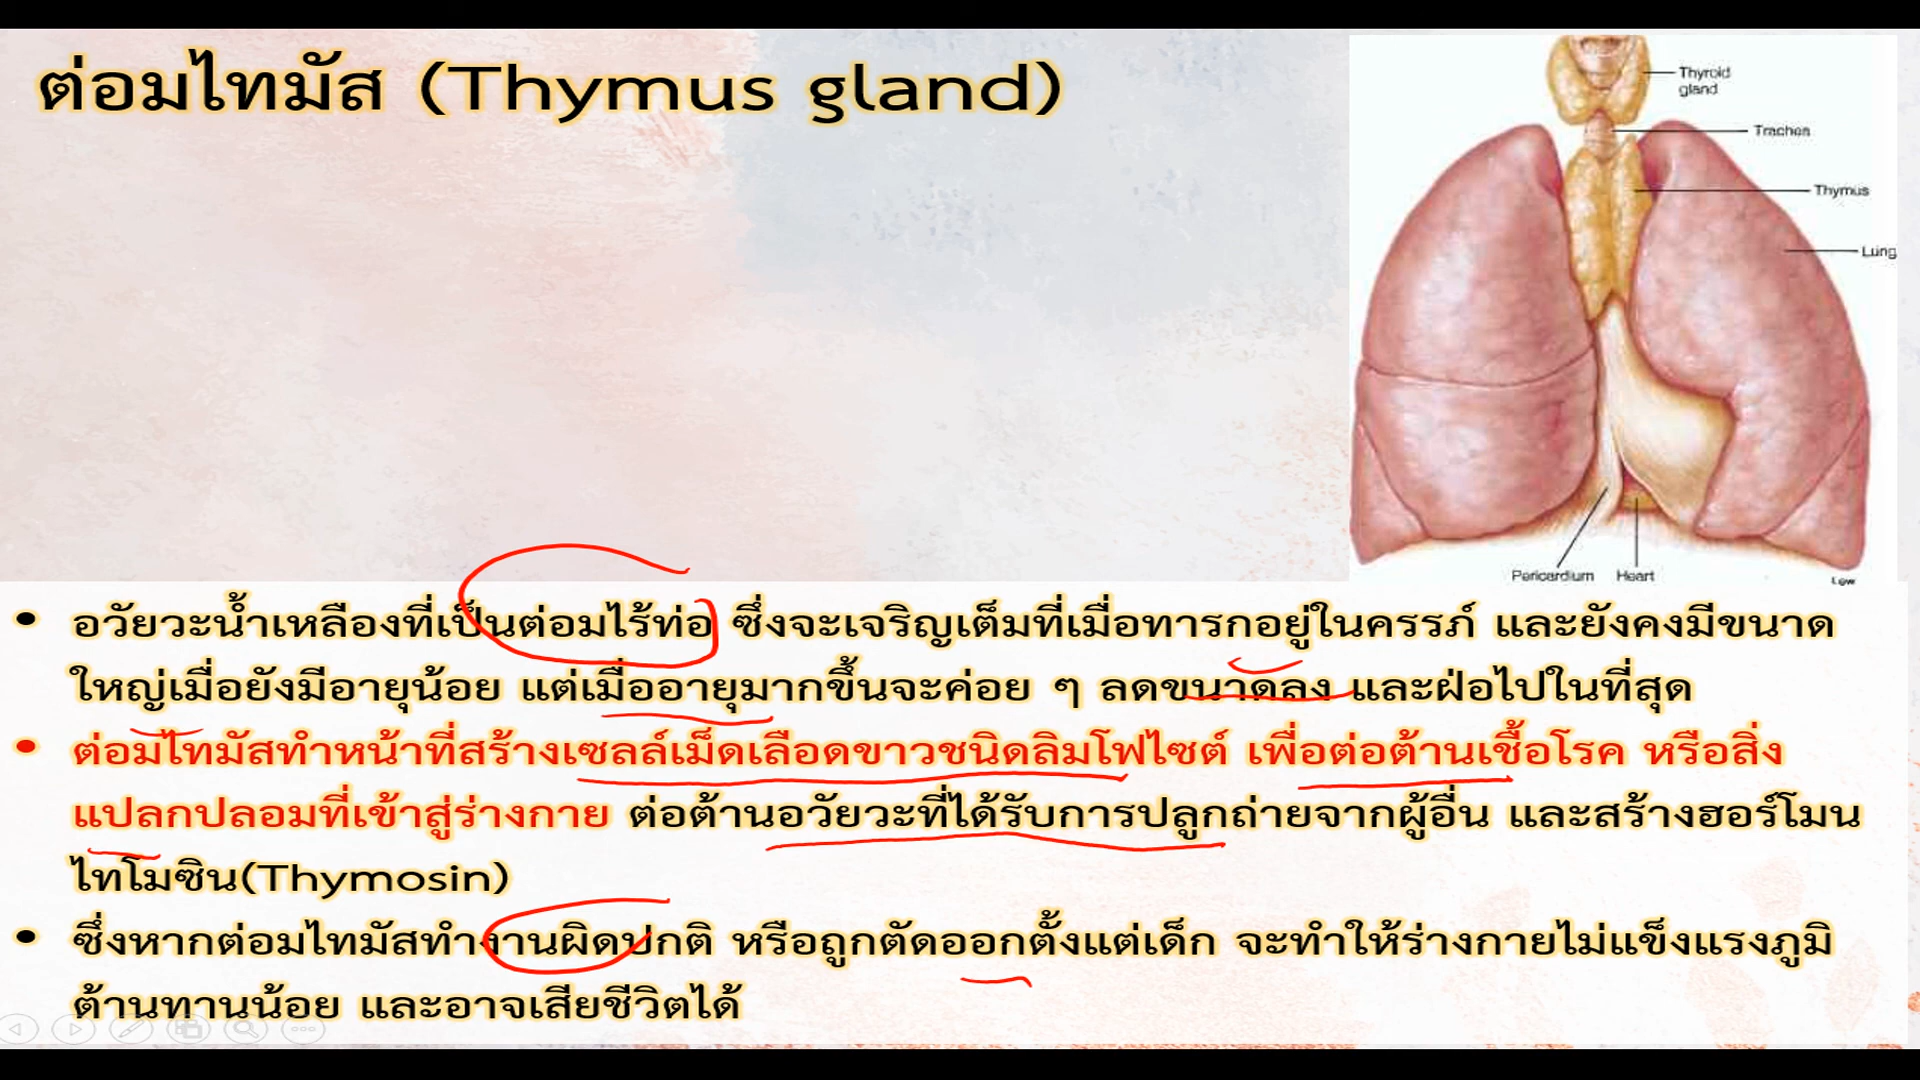 ต่อมไทมัส (Thymus gland)
Thyroid
gland
Trachea
Thymus
Lung
Pericardium Heart
• อวัยวะน้ำเหลืองที่เป็นต่อมไร้ท่อ ซึ่งจะเจริญเต็มที่เมื่อทารกอยู่ในครรภ์ และยังคงมีขนาด
ใหญ่เมื่อยังมีอายุน้อย แต่เมื่ออายุมากขึ้นจะค่อย ๆ ลดขนาดลง และฝ่อไปในที่สุด
• ต่อมไทมัสทำหน้าที่สร้างเซลล์เม็ดเลือดขาวชนิดลิมโฟไซต์ เพื่อต่อต้านเชื้อโรค หรือสิ่ง
แปลกปลอมที่เข้าสู่ร่างกาย ต่อต้านอวัยวะที่ได้รับการปลูกถ่ายจากผู้อื่น และสร้างฮอร์โมน
ไทโมซิน(Thymosin)
• ซึ่งหากต่อมไทมัสทำงานผิดปกติ หรือถูกตัดออกตั้งแต่เด็ก จะทำให้ร่างกายไม่แข็งแรงภูมิ
ต้านทานน้อย และอาจเสียชีวิตได้